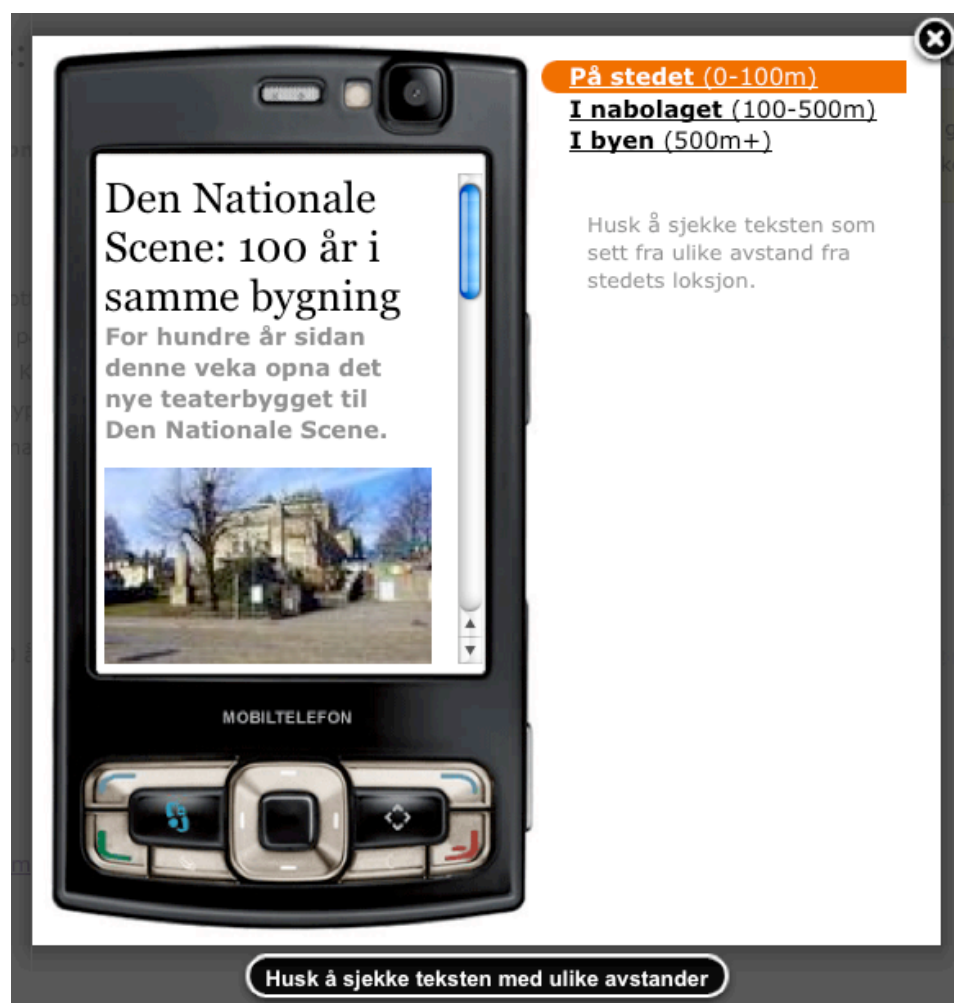 Den Nationale
Scene: 100 år i
samme bygning
For hundre år sidan
denne veka opna det
nye teaterbygget til
Den Nationale Scene.
MOBILTELEFON
På stedet (0-100m)
I nabolaget (100-500m)
I byen (500m+)
Husk å sjekke teksten som
sett fra ulike avstand fra
stedets loksjon.
Husk å sjekke teksten med ulike avstander